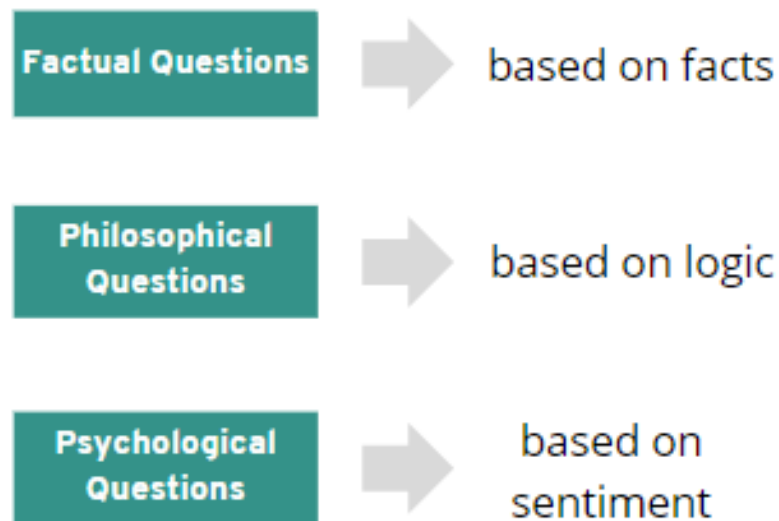 Factual Questions
based on facts
Philosophical
Questions
based on logic
Psychological
Questions
based on
sentiment